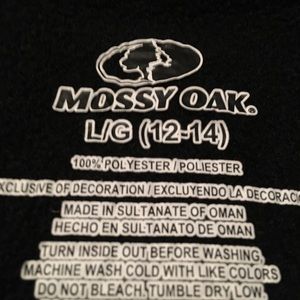 MOSSY OAK®
L/G (12-14)
100% POLYESTER / POLIESTER
EXCLUSIVE OF DECORATION / EXCLUYENDO LA DECORACI
MADE IN SULTANATE OF OMAN
HECHO EN SULTANATO DE OMAN
TURN INSIDE OUT BEFORE WASHING,
MACHINE WASH COLD WITH LIKE COLORS
DO NOT BLEACH. TUMBLE DRY, LOW.